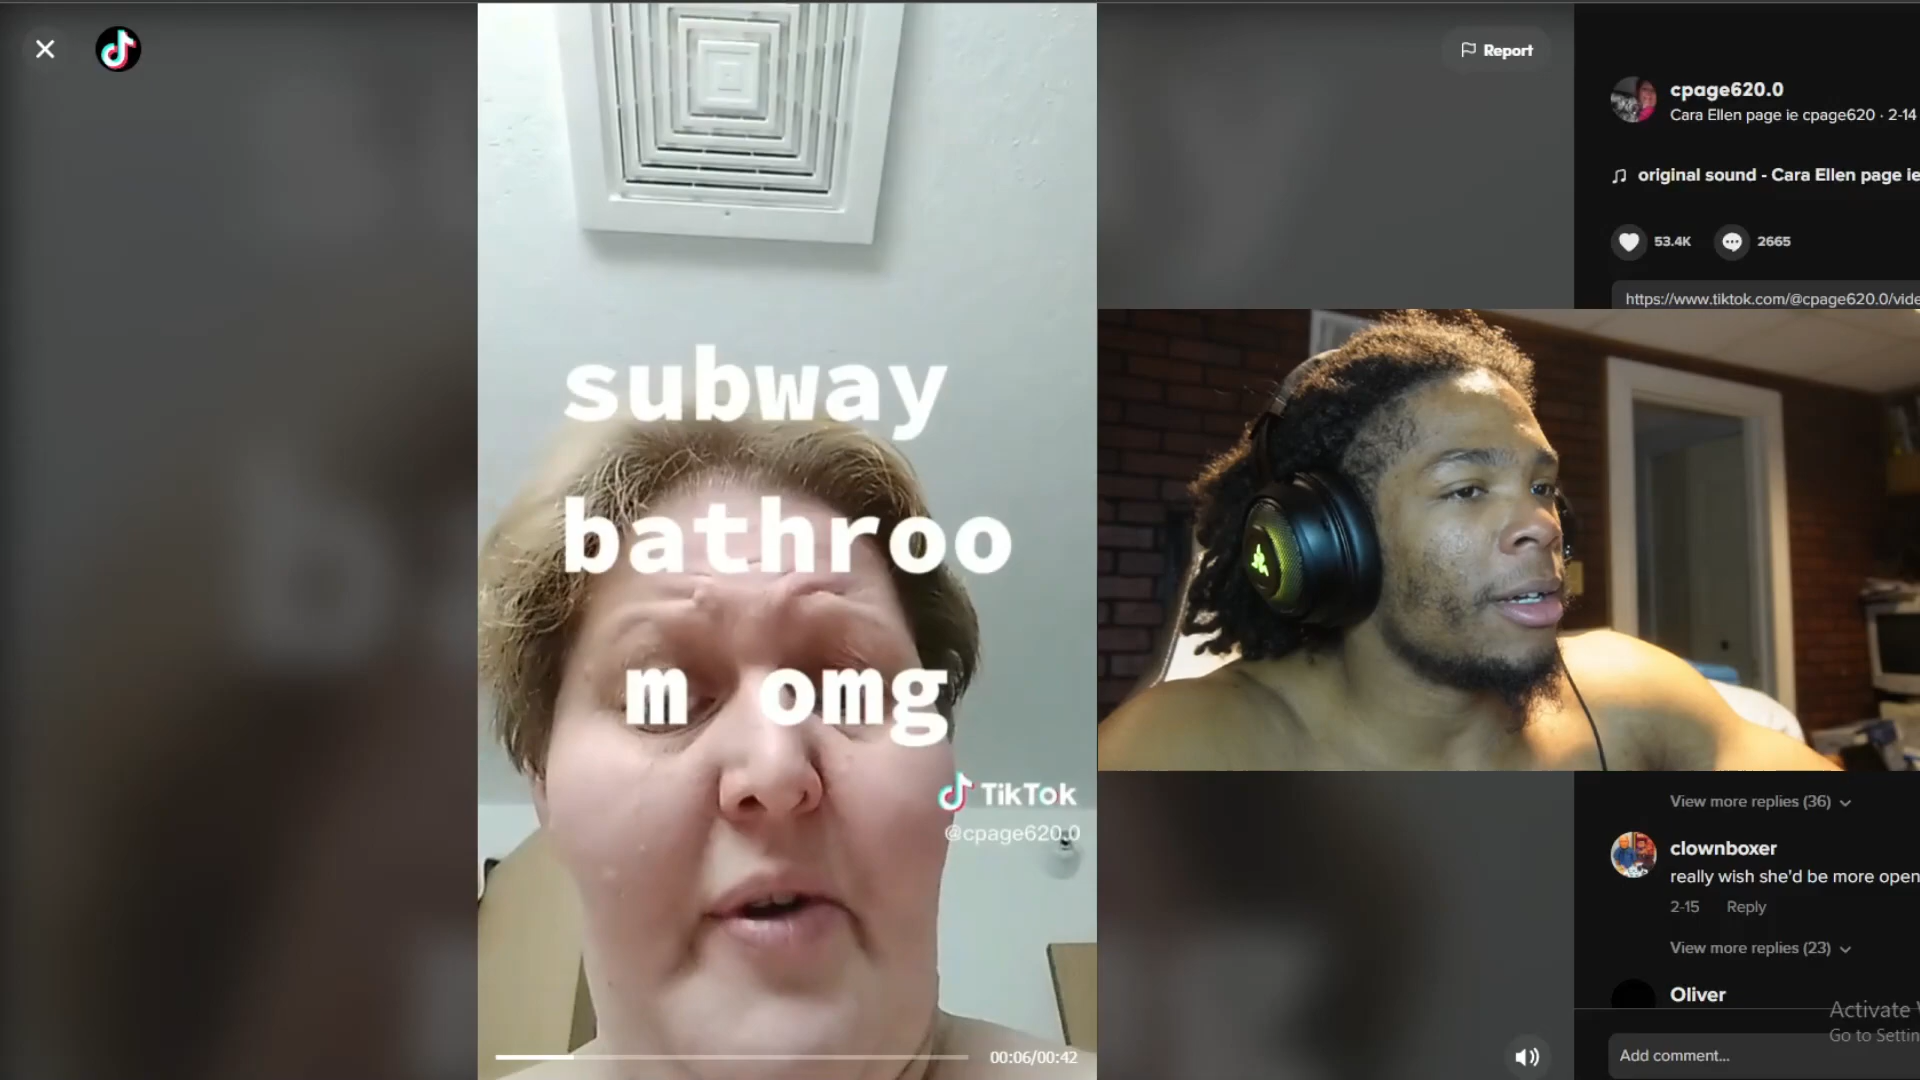 Report
subway
bathroo
m omg
TikTok
@cpage620.0
00:06/00:42
cpage620.0
Cara Ellen page ie cpage620 · 2-14
original sound - Cara Ellen page ie
53.4K 2665
https://www.tiktok.com/@cpage620.0/vide
View more replies (36)
clownboxer
really wish she'd be more open
2-15 Reply
View more replies (23)
Oliver
Activate
Go to Settin
Add comment...